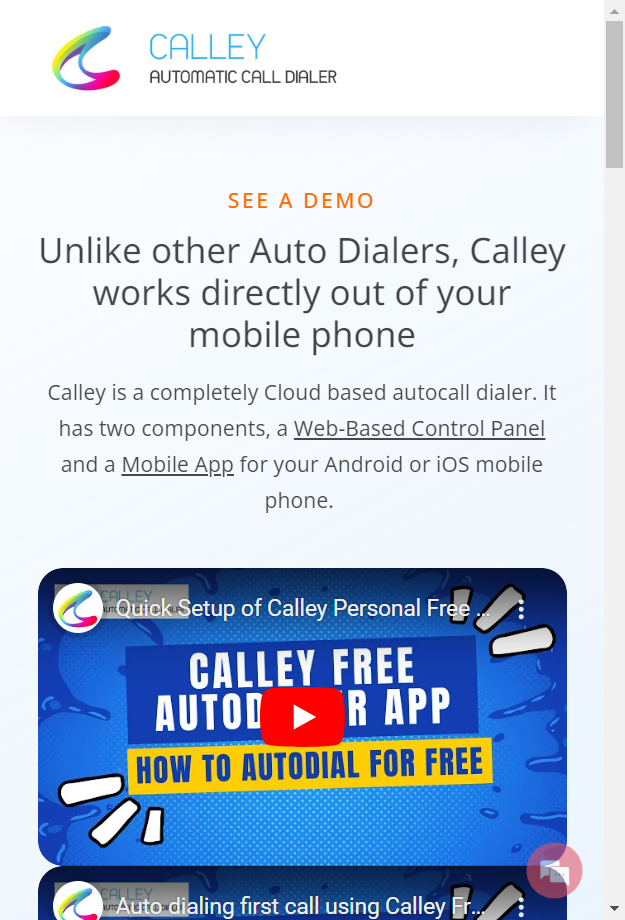 CALLEY
AUTOMATIC CALL DIALER
SEE A DEMO
Unlike other Auto Dialers, Calley
works directly out of your
mobile phone
Calley is a completely Cloud based autocall dialer. It
has two components, a Web-Based Control Panel
and a Mobile App for your Android or iOS mobile
phone.
CALLEY
Quick Setup of Calley Personal Free ...
CALLEY FREE
R APP
HOW TO AUTODIAL FOR FREE
CALLEY
Auto dialing first call using Calley Fr...